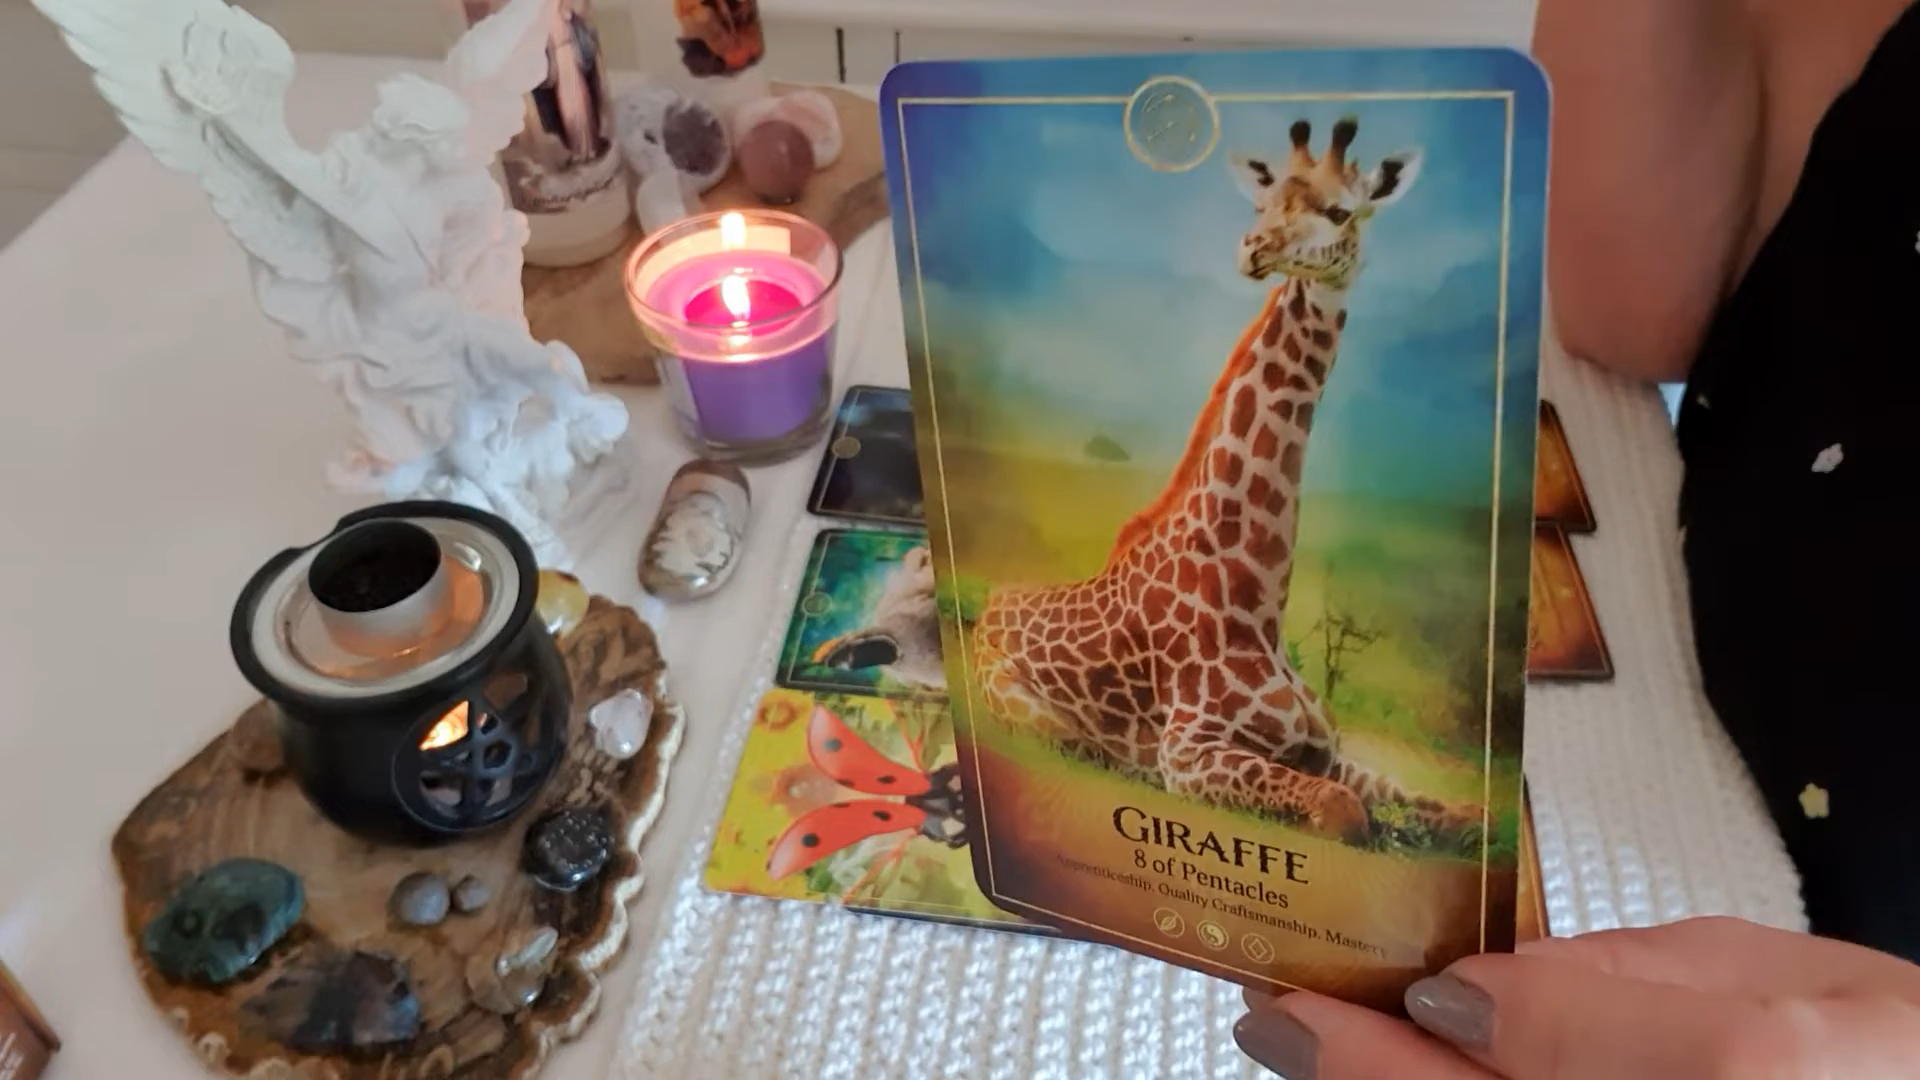 GIRAFFE
8 of Pentacles
Apprenticeship, Quality Craftsmanship, Mastery